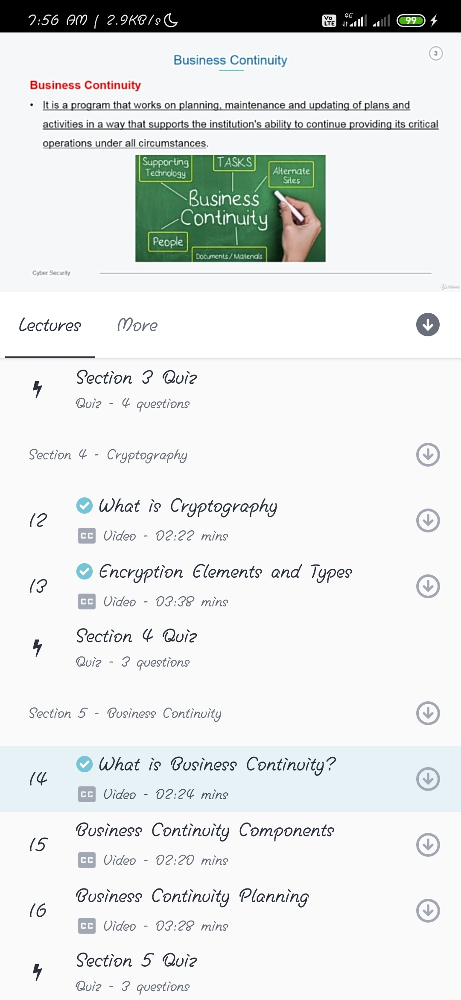 7:56 AM | 2.9KB/s
Vo LTE 4G 99
Business Continuity
3
Business Continuity
• It is a program that works on planning, maintenance and updating of plans and
activities in a way that supports the institution's ability to continue providing its critical
operations under all circumstances.
Supporting
Technology
TASKS
Alternate
Sites
Business
Continuity
People
Documents / Materials
Cyber Security
Udemy
Lectures More
Section 3 Quiz
Quiz - 4 questions
Section 4 - Cryptography
12
What is Cryptography
CC Video - 02:22 mins
13
Encryption Elements and Types
CC Video - 03:38 mins
Section 4 Quiz
Quiz - 3 questions
Section 5 - Business Continuity
14
What is Business Continuity?
CC Video - 02:24 mins
15
Business Continuity Components
CC Video - 02:20 mins
16
Business Continuity Planning
CC Video - 03:28 mins
Section 5 Quiz
Quiz - 3 questions